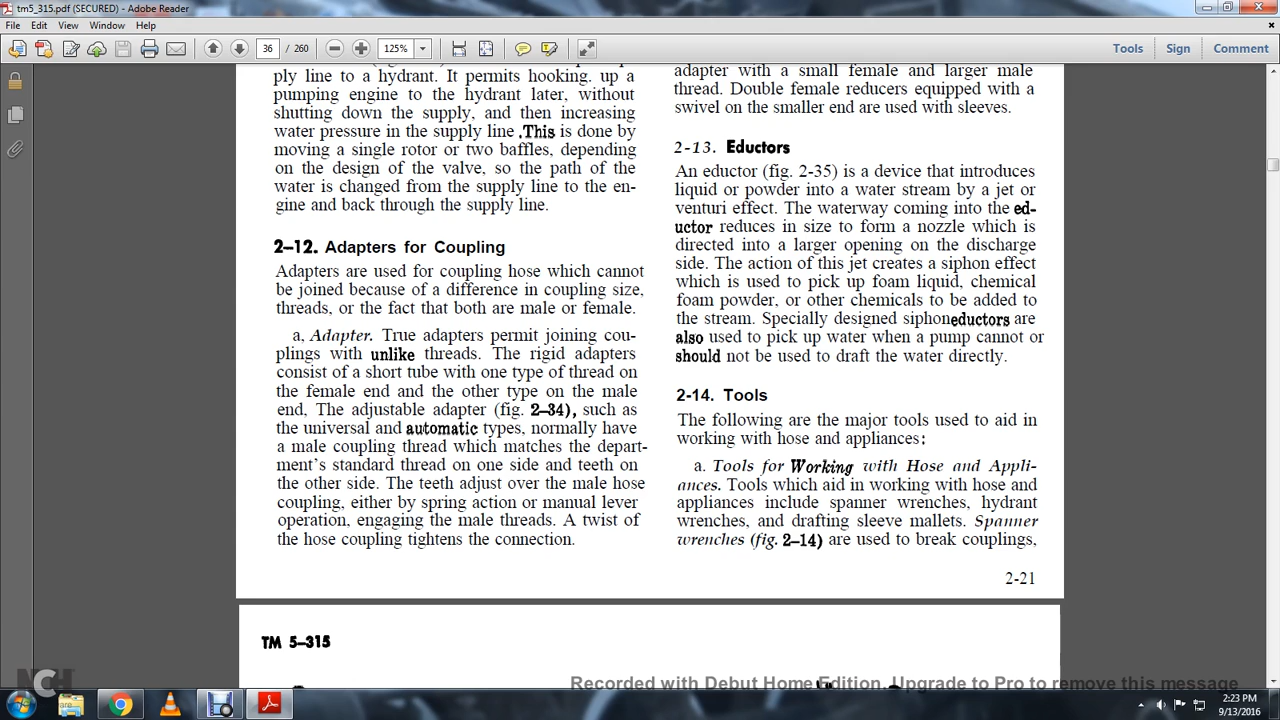 tm5_315.pdf (SECURED) - Adobe Reader
File Edit View Window Help
36 / 260 125% Tools Sign Comment
ply line to a hydrant. It permits hooking. up a
pumping engine to the hydrant later, without
shutting down the supply, and then increasing
water pressure in the supply line .This is done by
moving a single rotor or two baffles, depending
on the design of the valve, so the path of the
water is changed from the supply line to the en-
gine and back through the supply line.
2–12. Adapters for Coupling
Adapters are used for coupling hose which cannot
be joined because of a difference in coupling size,
threads, or the fact that both are male or female.
a, Adapter. True adapters permit joining cou-
plings with unlike threads. The rigid adapters
consist of a short tube with one type of thread on
the female end and the other type on the male
end, The adjustable adapter (fig. 2–34), such as
the universal and automatic types, normally have
a male coupling thread which matches the depart-
ment's standard thread on one side and teeth on
the other side. The teeth adjust over the male hose
coupling, either by spring action or manual lever
operation, engaging the male threads. A twist of
the hose coupling tightens the connection.
adapter with a small female and larger male
thread. Double female reducers equipped with a
swivel on the smaller end are used with sleeves.
2-13. Eductors
An eductor (fig. 2-35) is a device that introduces
liquid or powder into a water stream by a jet or
venturi effect. The waterway coming into the ed-
uctor reduces in size to form a nozzle which is
directed into a larger opening on the discharge
side. The action of this jet creates a siphon effect
which is used to pick up foam liquid, chemical
foam powder, or other chemicals to be added to
the stream. Specially designed siphon eductors are
also used to pick up water when a pump cannot or
should not be used to draft the water directly.
2-14. Tools
The following are the major tools used to aid in
working with hose and appliances:
a. Tools for Working with Hose and Appli-
ances. Tools which aid in working with hose and
appliances include spanner wrenches, hydrant
wrenches, and drafting sleeve mallets. Spanner
wrenches (fig. 2–14) are used to break couplings,
2-21
TM 5–315
NCH
Recorded with Debut Home Edition. Upgrade to Pro to remove this message
2:23 PM
9/13/2016